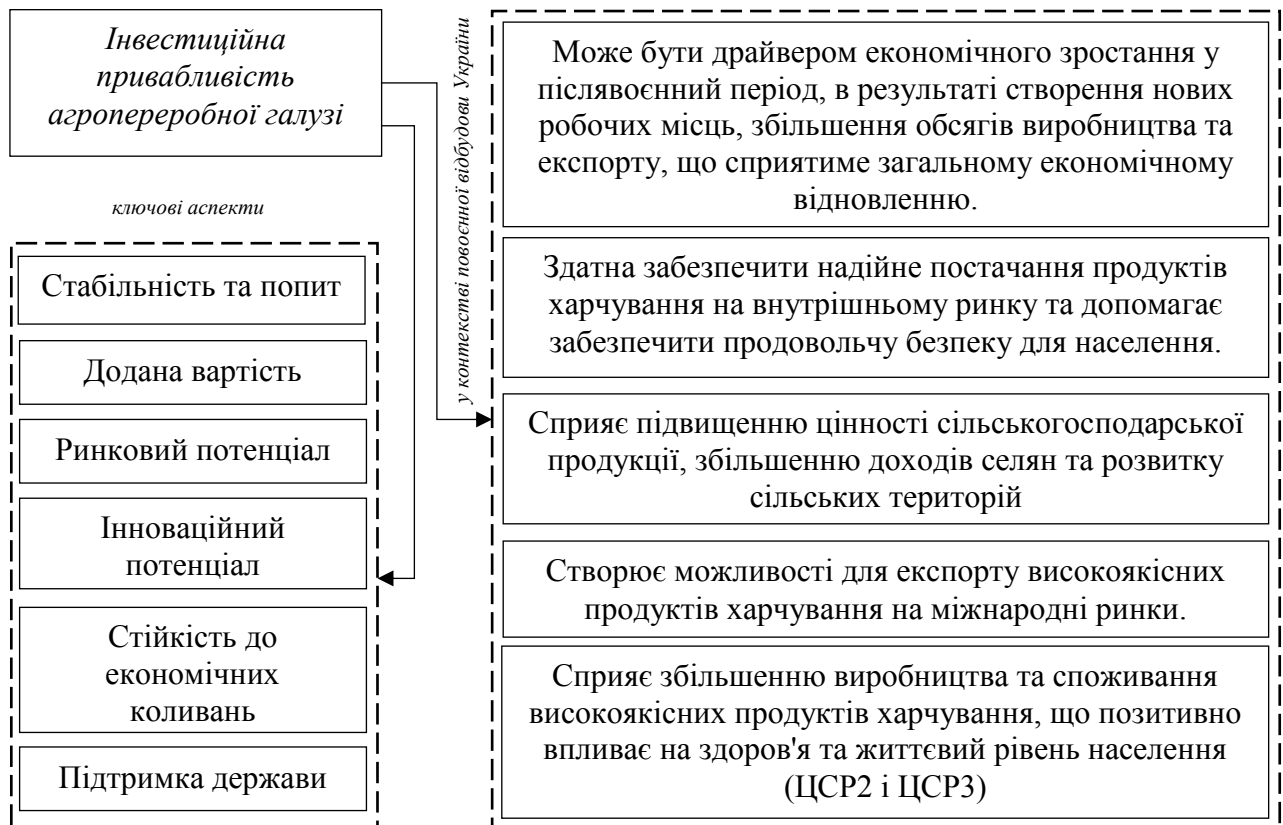 Інвестиційна
привабливість
агропереробної галузі
ключові аспекти
Стабільність та попит
Додана вартість
Ринковий потенціал
Інноваційний
потенціал
Стійкість до
економічних
коливань
Підтримка держави
у контексті повоєнної відбудови України
Може бути драйвером економічного зростання у
післявоєнний період, в результаті створення нових
робочих місць, збільшення обсягів виробництва та
експорту, що сприятиме загальному економічному
відновленню.
Здатна забезпечити надійне постачання продуктів
харчування на внутрішньому ринку та допомагає
забезпечити продовольчу безпеку для населення.
Сприяє підвищенню цінності сільськогосподарської
продукції, збільшенню доходів селян та розвитку
сільських територій
Створює можливості для експорту високоякісних
продуктів харчування на міжнародні ринки.
Сприяє збільшенню виробництва та споживання
високоякісних продуктів харчування, що позитивно
впливає на здоров'я та життєвий рівень населення
(ЦСР2 і ЦСР3)